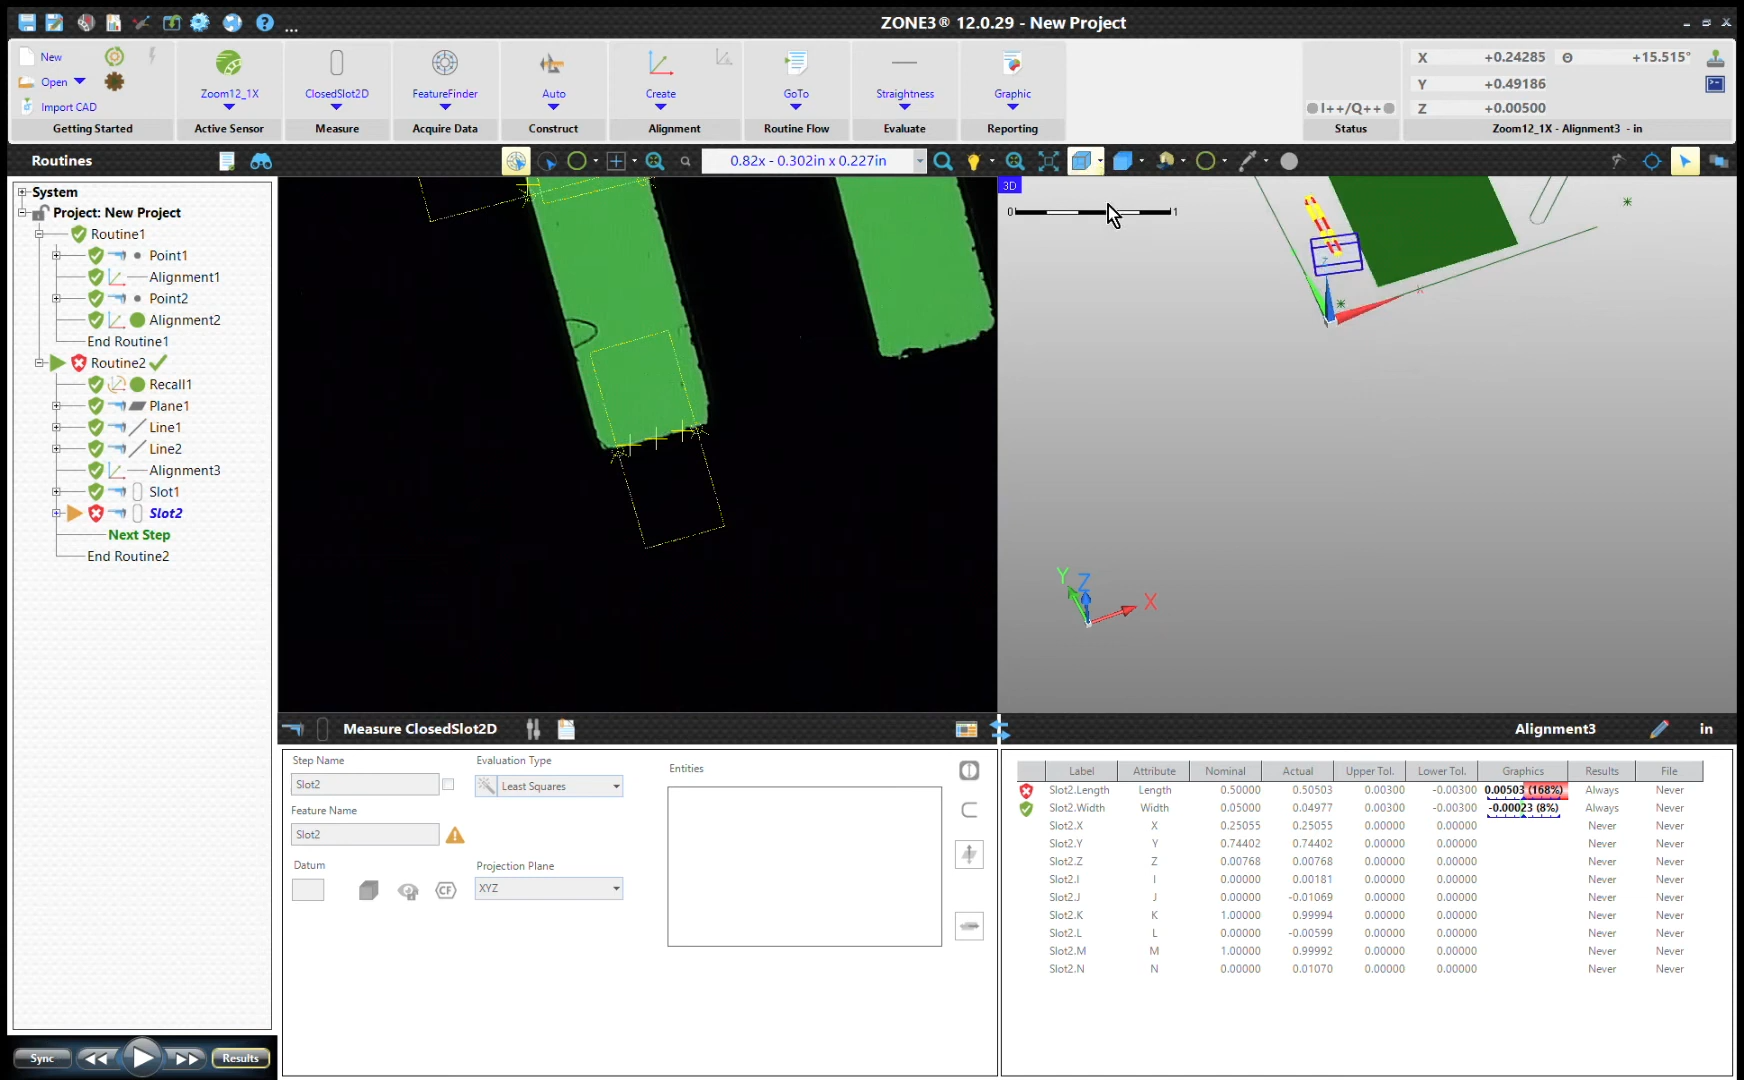 ZONE3® 12.0.29 - New Project
...
New
Open
Import CAD
Getting Started
Zoom12_1X
Active Sensor
ClosedSlot2D
Measure
FeatureFinder
Acquire Data
Auto
Construct
Create
Alignment
GoTo
Routine Flow
Straightness
Evaluate
Graphic
Reporting
I++/Q++
Status
X +0.24285 Θ +15.515°
Y +0.49186
Z +0.00500
Zoom12_1X - Alignment3 - in
Routines
0.82x - 0.302in x 0.227in
System
Project: New Project
Routine1
Point1
Alignment1
Point2
Alignment2
End Routine1
Routine2
Recall1
Plane1
Line1
Line2
Alignment3
Slot1
Slot2
Next Step
End Routine2
Sync
Results
3D
0 1
Z
X
Y Z
X
Measure ClosedSlot2D
Step Name
Slot2
Feature Name
Slot2
Datum
CF
Evaluation Type
Least Squares
Projection Plane
XYZ
Entities
Alignment3 in
Label Attribute Nominal Actual Upper Tol. Lower Tol. Graphics Results File
Slot2.Length Length 0.50000 0.50503 0.00300 -0.00300 0.00503 (168%) Always Never
Slot2.Width Width 0.05000 0.04977 0.00300 -0.00300 -0.00023 (8%) Always Never
Slot2.X X 0.25055 0.25055 0.00000 0.00000 Never Never
Slot2.Y Y 0.74402 0.74402 0.00000 0.00000 Never Never
Slot2.Z Z 0.00768 0.00768 0.00000 0.00000 Never Never
Slot2.I I 0.00000 0.00181 0.00000 0.00000 Never Never
Slot2.J J 0.00000 -0.01069 0.00000 0.00000 Never Never
Slot2.K K 1.00000 0.99994 0.00000 0.00000 Never Never
Slot2.L L 0.00000 -0.00599 0.00000 0.00000 Never Never
Slot2.M M 1.00000 0.99992 0.00000 0.00000 Never Never
Slot2.N N 0.00000 0.01070 0.00000 0.00000 Never Never